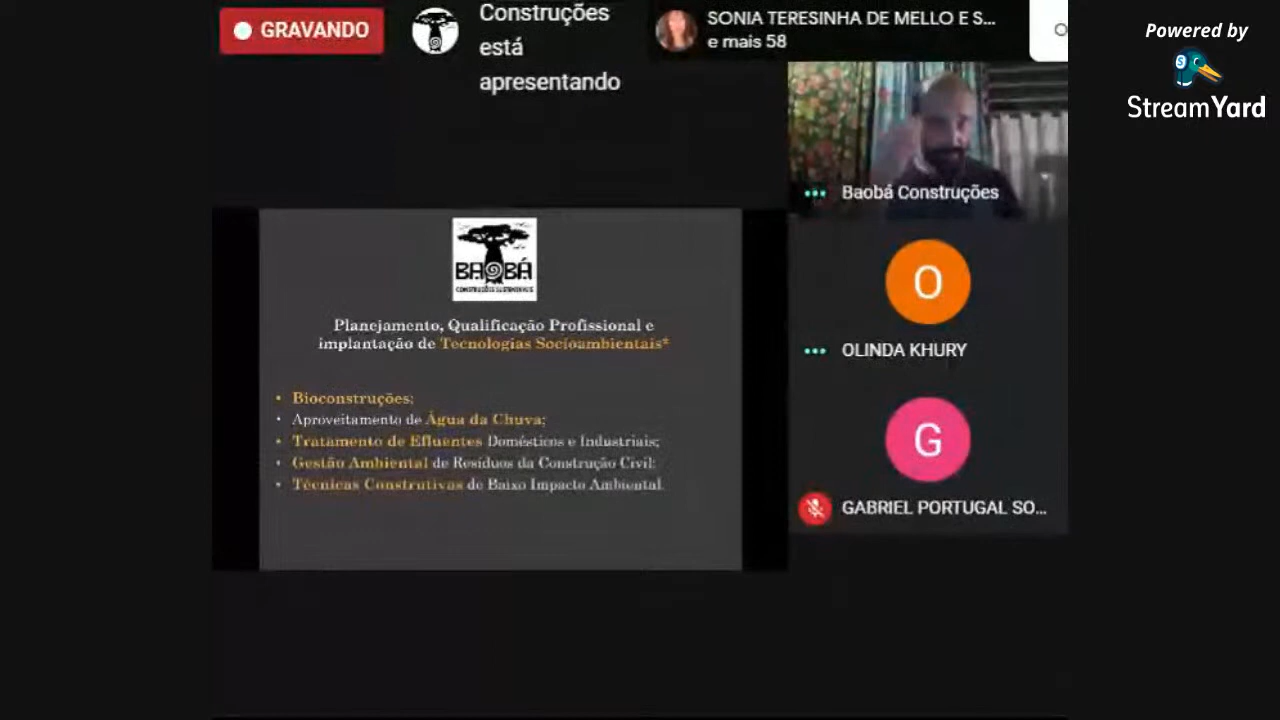 GRAVANDO
Construções
está
apresentando
SONIA TERESINHA DE MELLO E S...
e mais 58
Powered by
StreamYard
Baobá Construções
BAOBÁ
CONSTRUÇÕES SUSTENTÁVEIS
Planejamento, Qualificação Profissional e
implantação de Tecnologias Socioambientais*
• Bioconstruções;
• Aproveitamento de Água da Chuva;
• Tratamento de Efluentes Domésticos e Industriais;
• Gestão Ambiental de Resíduos da Construção Civil;
• Técnicas Construtivas de Baixo Impacto Ambiental.
O
OLINDA KHURY
G
GABRIEL PORTUGAL SO...